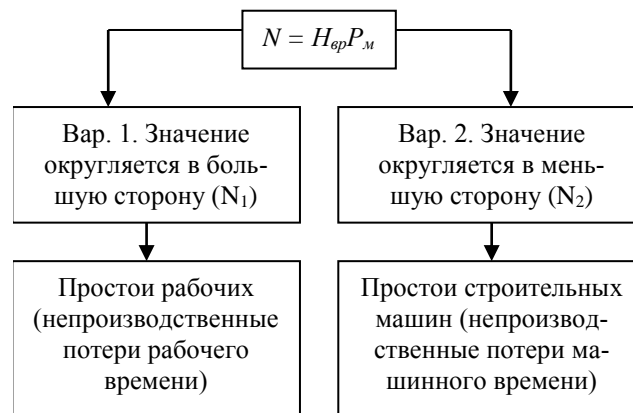 N = HвpPм
Вар. 1. Значение
округляется в боль-
шую сторону (N₁)
Вар. 2. Значение
округляется в мень-
шую сторону (N₂)
Простои рабочих
(непроизводственные
потери рабочего
времени)
Простои строительных
машин (непроизвод-
ственные потери ма-
шинного времени)